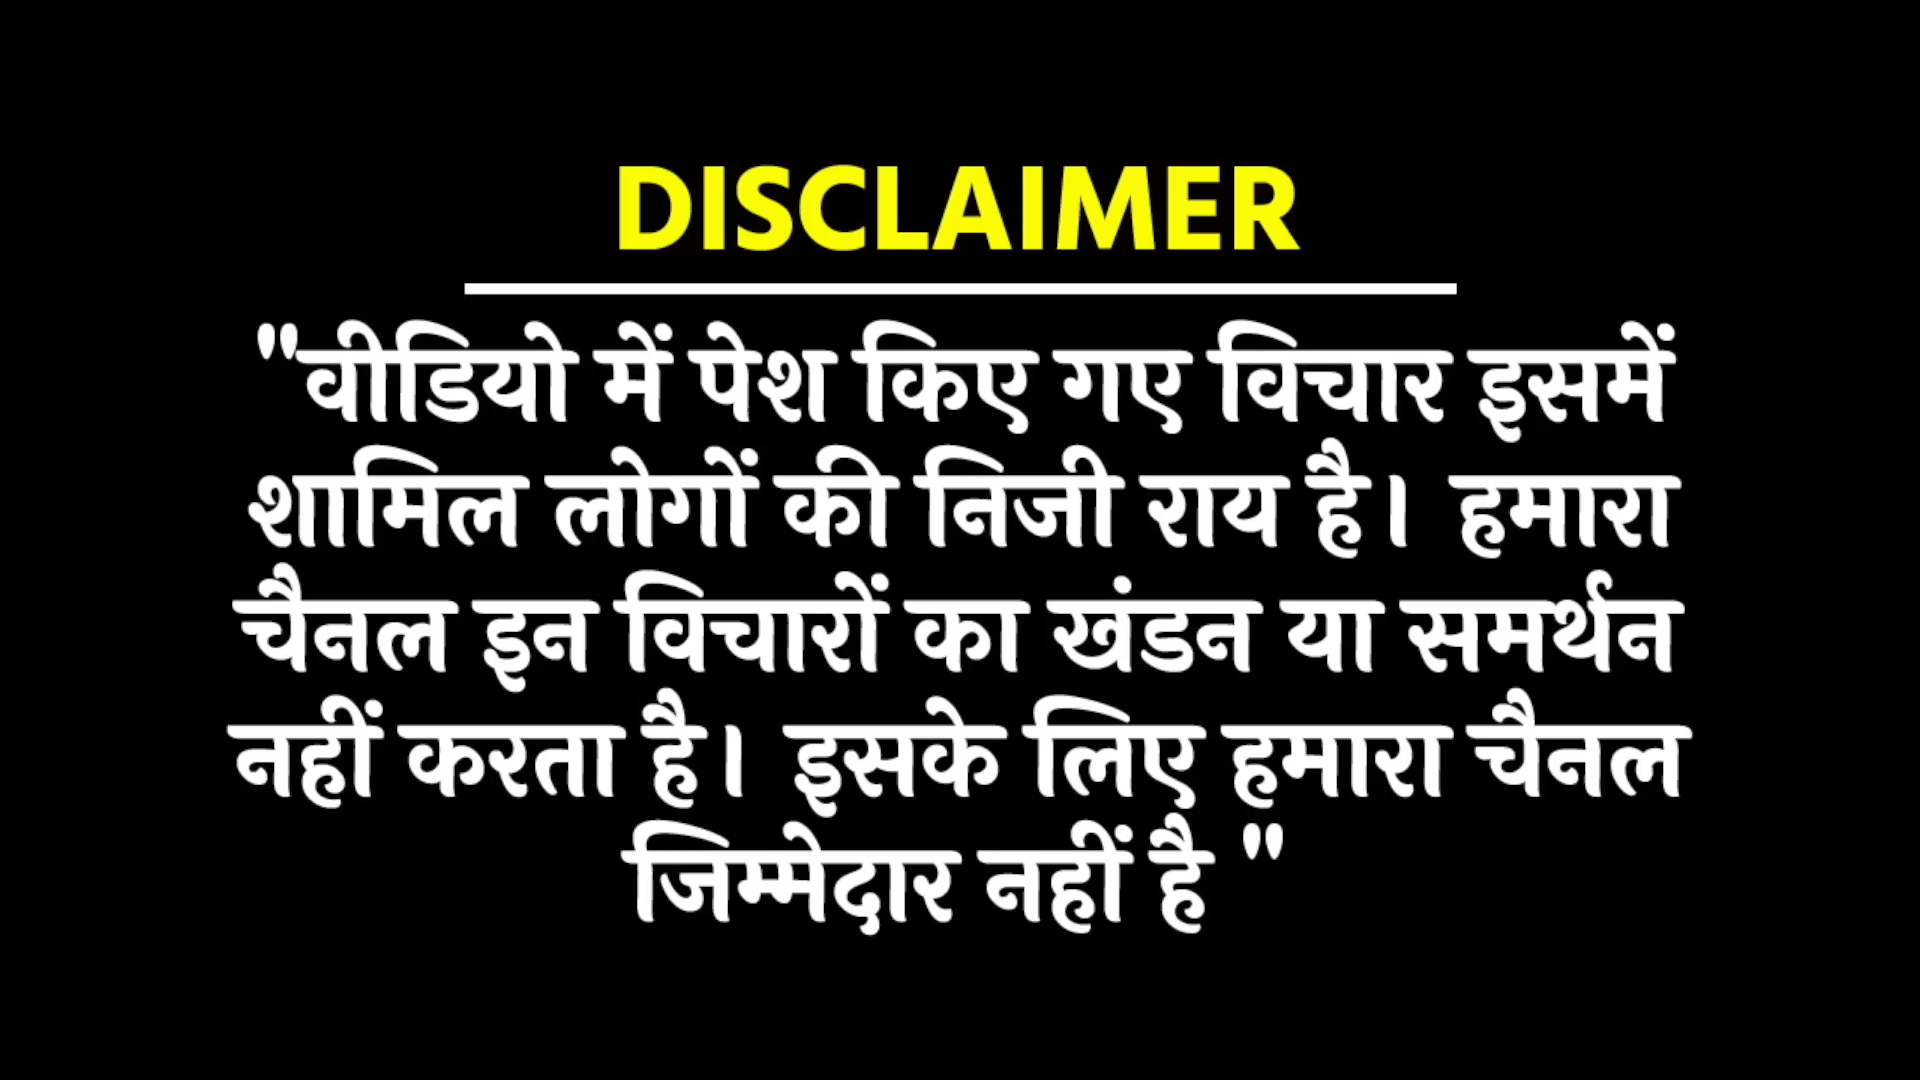 DISCLAIMER
"वीडियो में पेश किए गए विचार इसमें
शामिल लोगों की निजी राय है। हमारा
चैनल इन विचारों का खंडन या समर्थन
नहीं करता है। इसके लिए हमारा चैनल
जिम्मेदार नहीं है "